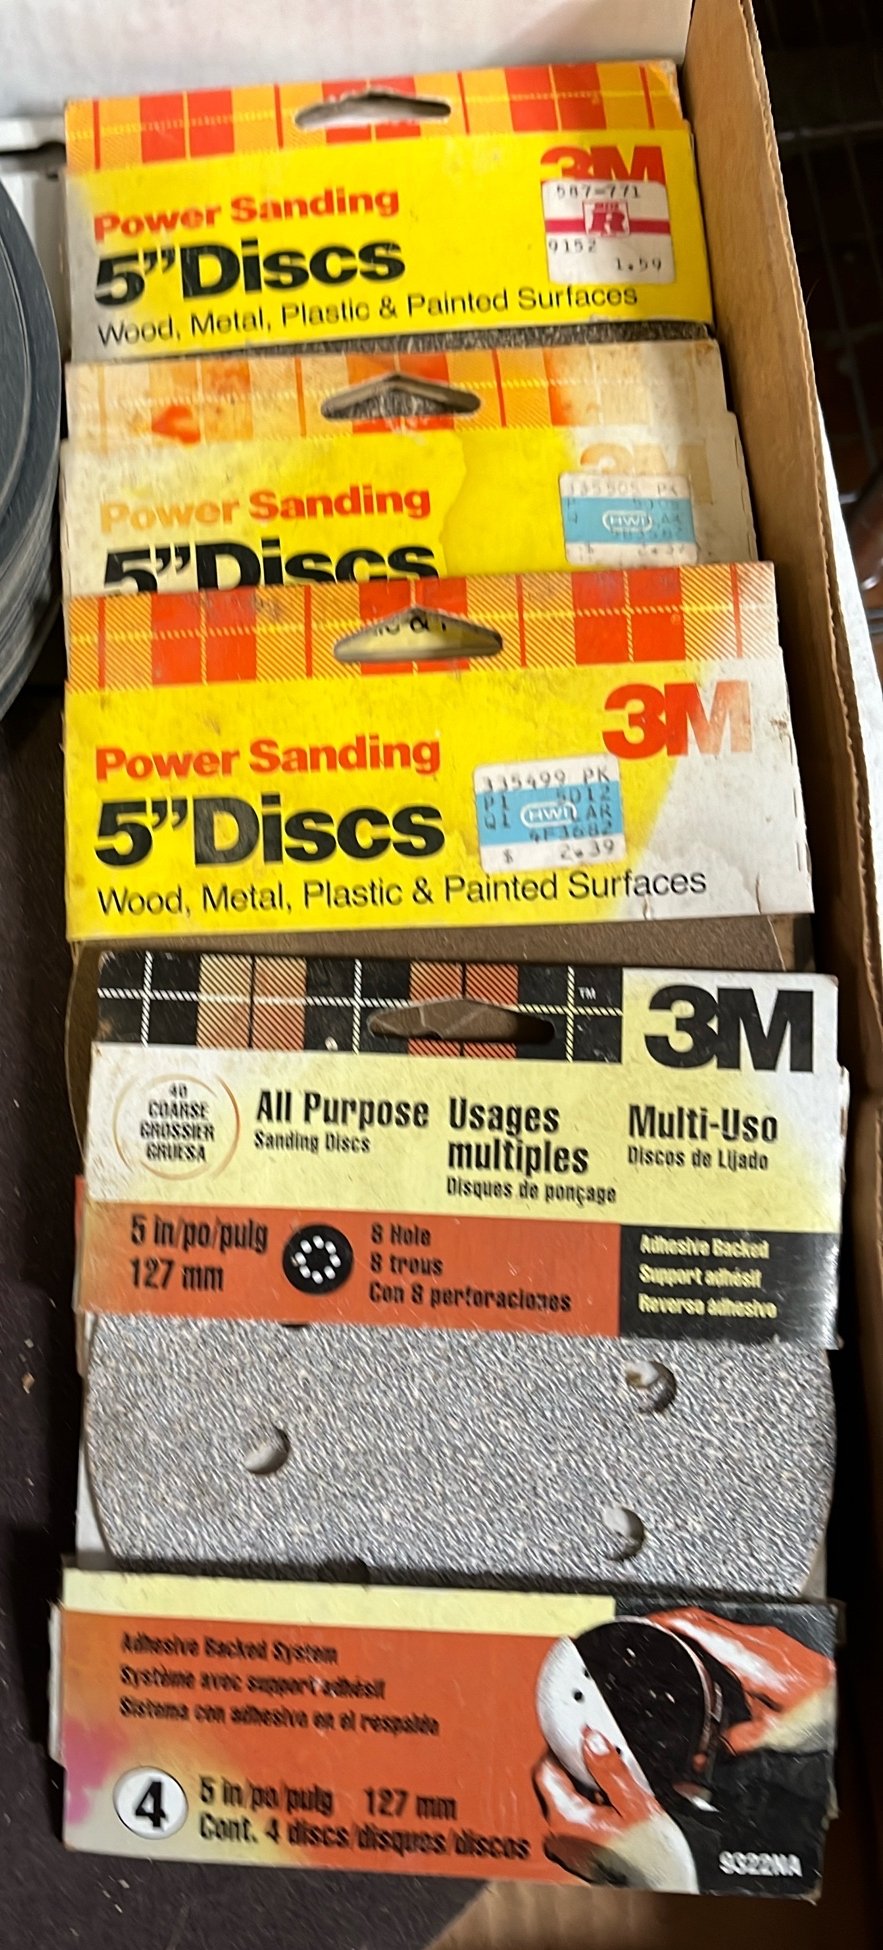 3M
587-771
R
9152
1.59
Power Sanding
5” Discs
Wood, Metal, Plastic & Painted Surfaces
3M
HWI
Power Sanding
5” Discs
3M
Power Sanding
335499 PK
5012
HWI AR
4F3682
$ 2.39
5” Discs
Wood, Metal, Plastic & Painted Surfaces
TM
3M
40
COARSE
GROSSIER
GRUESA
All Purpose
Sanding Discs
Usages
multiples
Disques de ponçage
Multi-Uso
Discos de Lijado
5 in/po/pulg
127 mm
8 Hole
8 trous
Con 8 perforaciones
Adhesive Backed
Support adhésif
Reverso adhesivo
Adhesive Backed System
Système avec support adhésif
Sistema con adhesivo en el respaldo
4
5 in/po/pulg 127 mm
Cont. 4 discs/disques/discos
9322NA